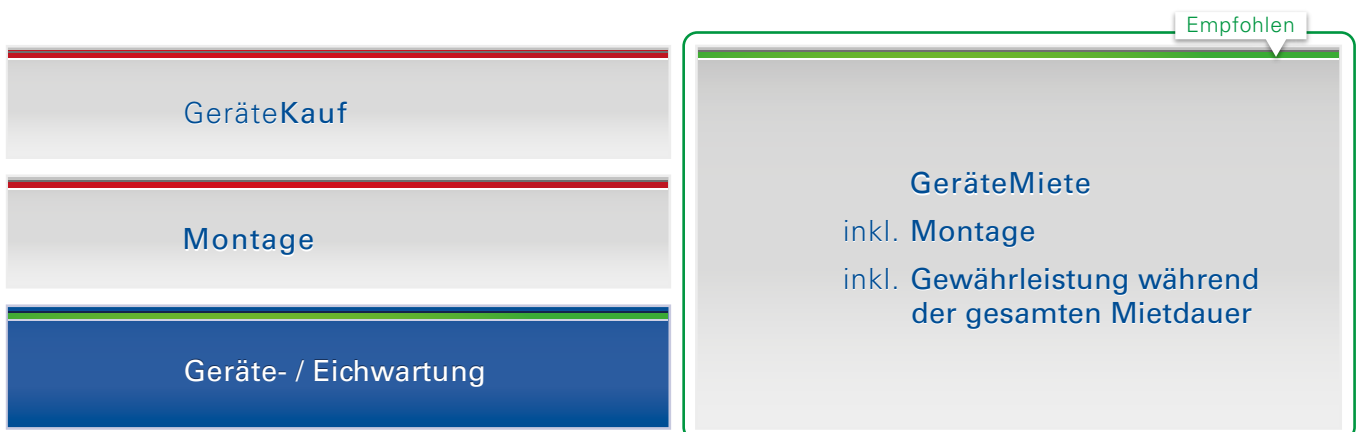 GeräteKauf
Montage
Geräte- / Eichwartung
Empfohlen
GeräteMiete
inkl. Montage
inkl. Gewährleistung während
der gesamten Mietdauer